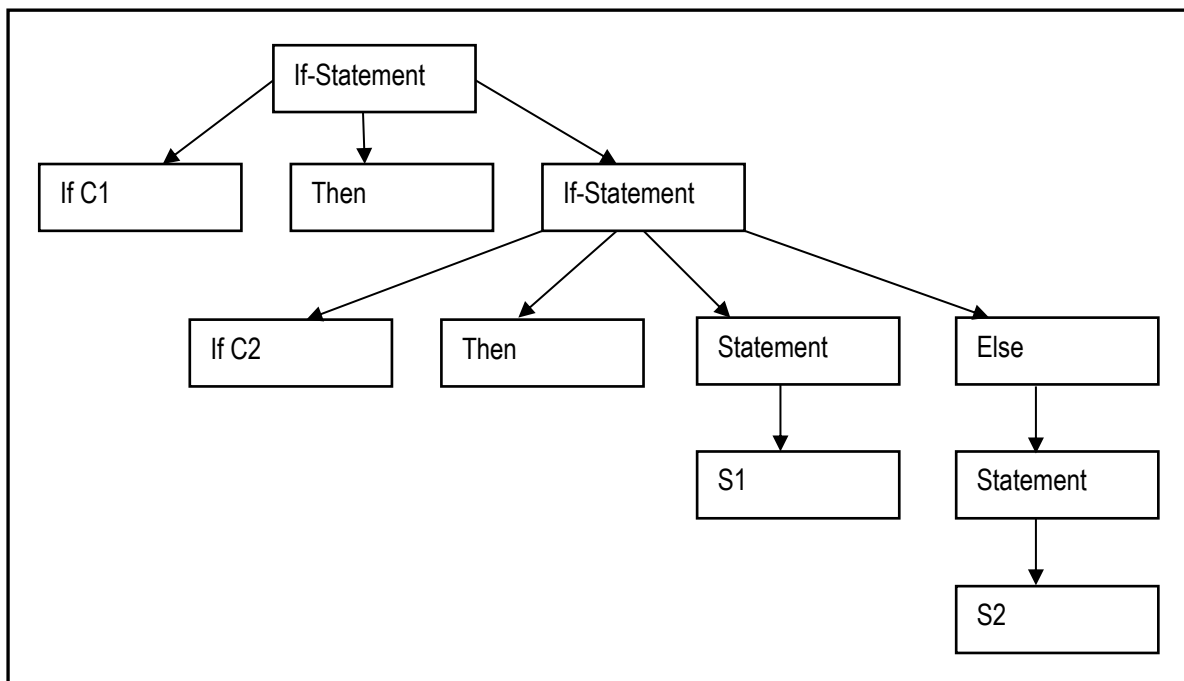 If-Statement
If C1
Then
If-Statement
If C2
Then
Statement
Else
S1
Statement
S2